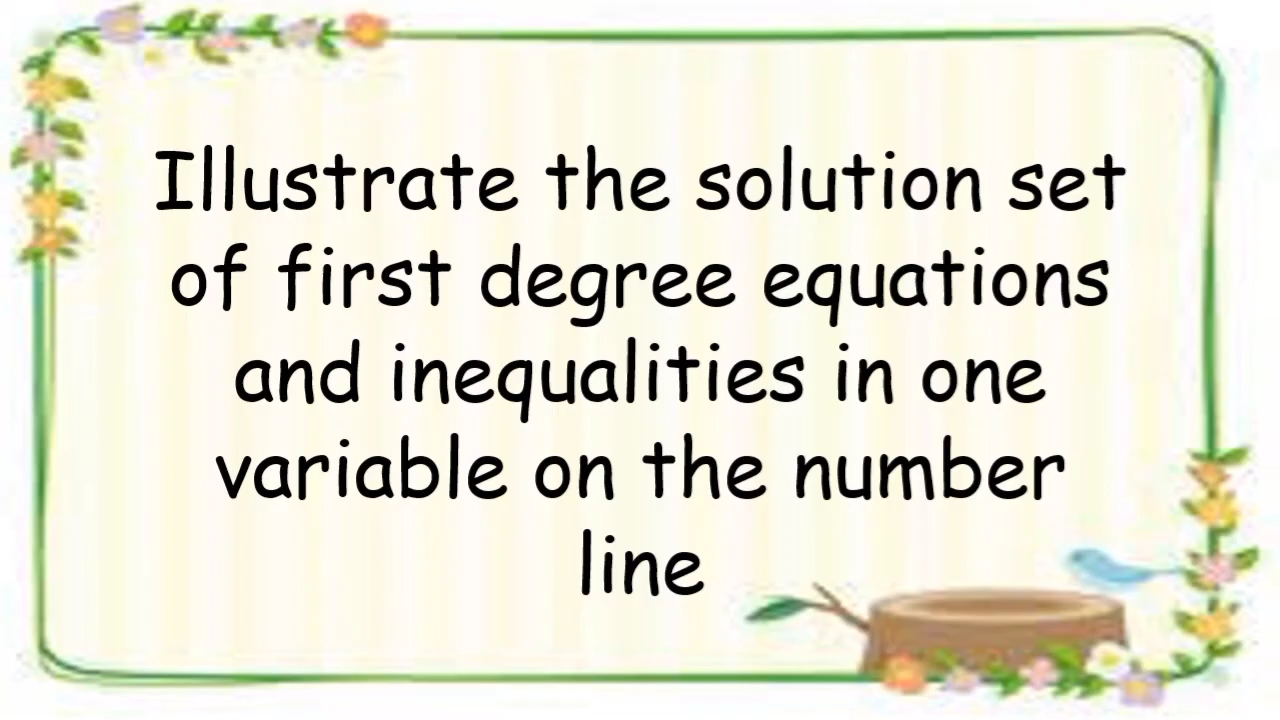 Illustrate the solution set
of first degree equations
and inequalities in one
variable on the number
line